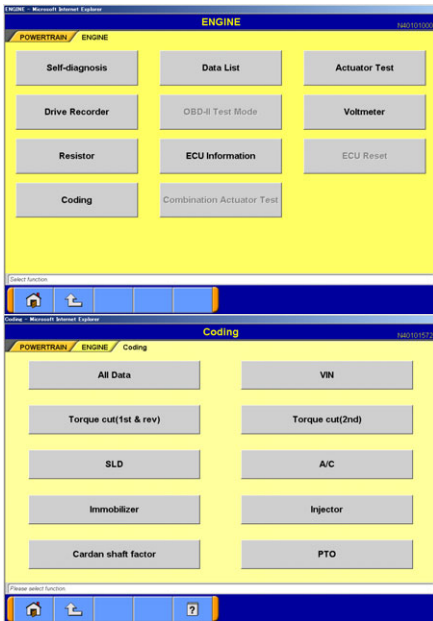 ENGINE - Microsoft Internet Explorer
ENGINE
N40101000
POWERTRAIN ENGINE
Self-diagnosis Data List Actuator Test
Drive Recorder OBD-II Test Mode Voltmeter
Resistor ECU Information ECU Reset
Coding Combination Actuator Test
Select function
Coding - Microsoft Internet Explorer
Coding
N40101573
POWERTRAIN ENGINE Coding
All Data VIN
Torque cut(1st & rev) Torque cut(2nd)
SLD A/C
Immobilizer Injector
Cardan shaft factor PTO
Please select function
?